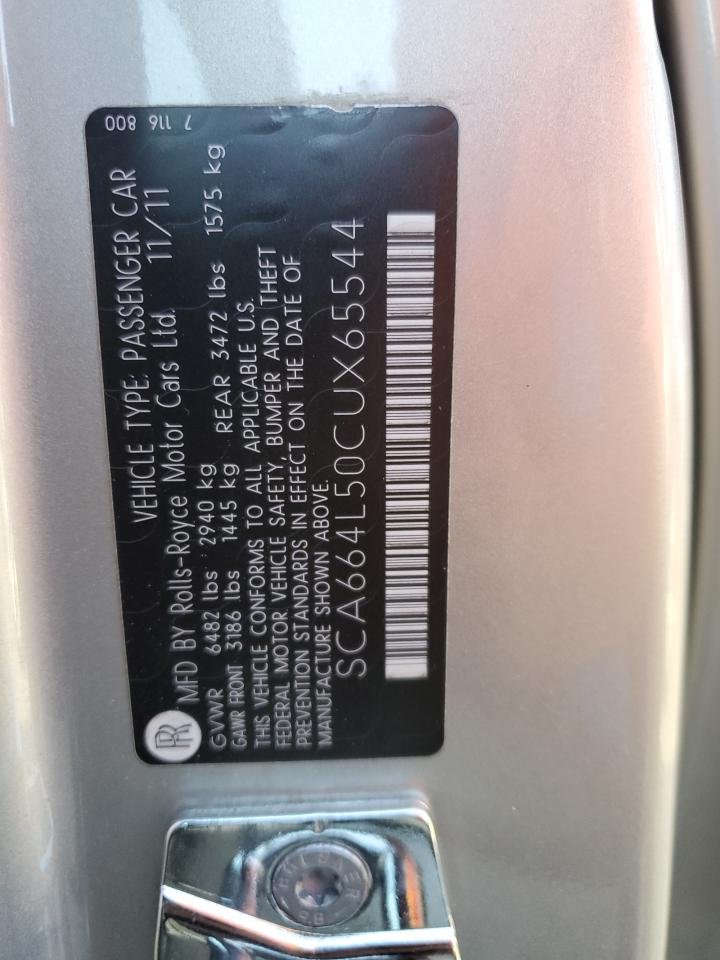 7 116 800
VEHICLE TYPE: PASSENGER CAR
RR
MFD BY Rolls-Royce Motor Cars Ltd. 11/11
GVWR 6482 lbs 2940 kg
GAWR FRONT 3186 lbs 1445 kg REAR 3472 lbs 1575 kg
THIS VEHICLE CONFORMS TO ALL APPLICABLE U.S.
FEDERAL MOTOR VEHICLE SAFETY, BUMPER AND THEFT
PREVENTION STANDARDS IN EFFECT ON THE DATE OF
MANUFACTURE SHOWN ABOVE.
SCA664L50CUX65544